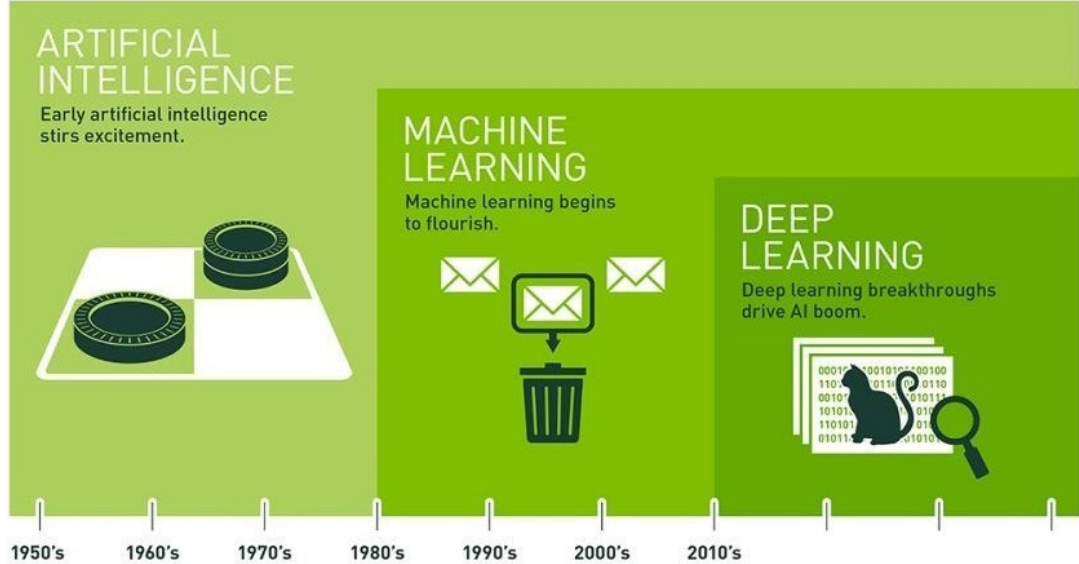 ARTIFICIAL
INTELLIGENCE
Early artificial intelligence
stirs excitement.
MACHINE
LEARNING
Machine learning begins
to flourish.
DEEP
LEARNING
Deep learning breakthroughs
drive AI boom.
1950's
1960's
1970's
1980's
1990's
2000's
2010's